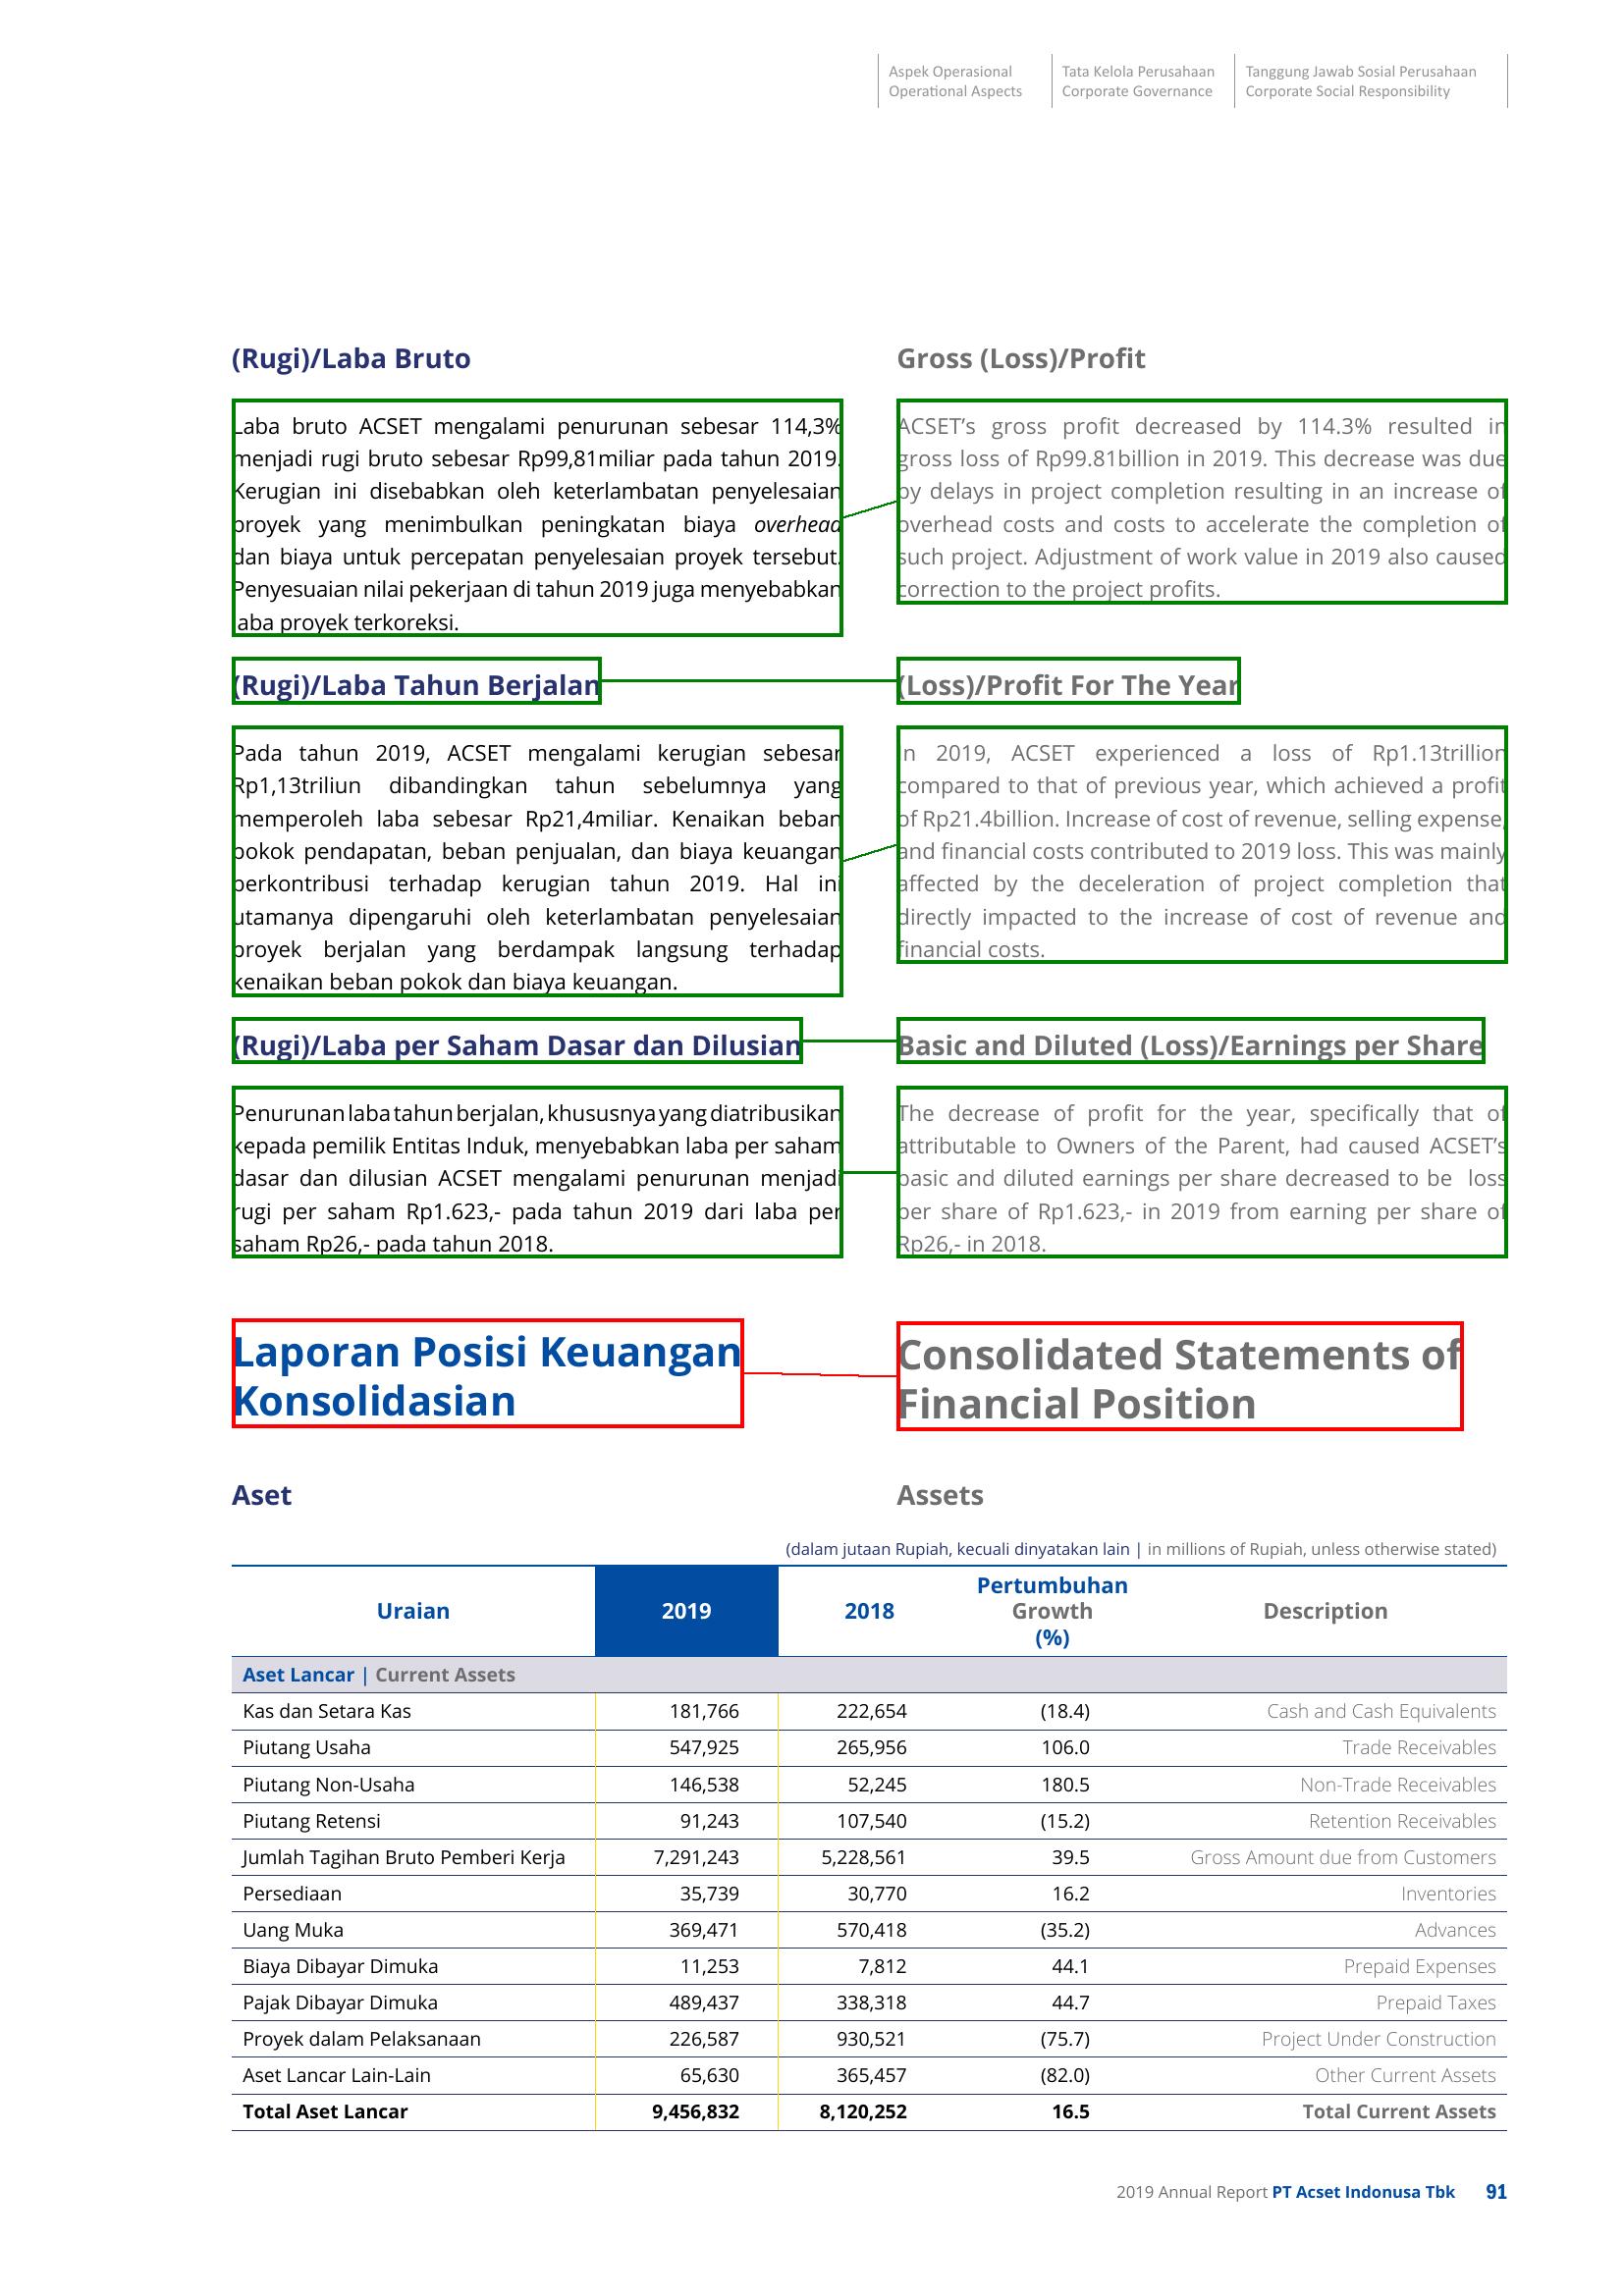 Aspek Operasional
Operational Aspects
Tata Kelola Perusahaan
Corporate Governance
Tanggung Jawab Sosial Perusahaan
Corporate Social Responsibility
(Rugi)/Laba Bruto
Laba bruto ACSET mengalami penurunan sebesar 114,3%
menjadi rugi bruto sebesar Rp99,81miliar pada tahun 2019.
Kerugian ini disebabkan oleh keterlambatan penyelesaian
proyek yang menimbulkan peningkatan biaya overhead
dan biaya untuk percepatan penyelesaian proyek tersebut.
Penyesuaian nilai pekerjaan di tahun 2019 juga menyebabkan
laba proyek terkoreksi.
Gross (Loss)/Profit
ACSET’s gross profit decreased by 114.3% resulted in
gross loss of Rp99.81billion in 2019. This decrease was due
by delays in project completion resulting in an increase of
overhead costs and costs to accelerate the completion of
such project. Adjustment of work value in 2019 also caused
correction to the project profits.
(Rugi)/Laba Tahun Berjalan
Pada tahun 2019, ACSET mengalami kerugian sebesar
Rp1,13triliun dibandingkan tahun sebelumnya yang
memperoleh laba sebesar Rp21,4miliar. Kenaikan beban
pokok pendapatan, beban penjualan, dan biaya keuangan
berkontribusi terhadap kerugian tahun 2019. Hal ini
utamanya dipengaruhi oleh keterlambatan penyelesaian
proyek berjalan yang berdampak langsung terhadap
kenaikan beban pokok dan biaya keuangan.
(Loss)/Profit For The Year
In 2019, ACSET experienced a loss of Rp1.13trillion
compared to that of previous year, which achieved a profit
of Rp21.4billion. Increase of cost of revenue, selling expense,
and financial costs contributed to 2019 loss. This was mainly
affected by the deceleration of project completion that
directly impacted to the increase of cost of revenue and
financial costs.
(Rugi)/Laba per Saham Dasar dan Dilusian
Penurunan laba tahun berjalan, khususnya yang diatribusikan
kepada pemilik Entitas Induk, menyebabkan laba per saham
dasar dan dilusian ACSET mengalami penurunan menjadi
rugi per saham Rp1.623,- pada tahun 2019 dari laba per
saham Rp26,- pada tahun 2018.
Basic and Diluted (Loss)/Earnings per Share
The decrease of profit for the year, specifically that of
attributable to Owners of the Parent, had caused ACSET’s
basic and diluted earnings per share decreased to be loss
per share of Rp1.623,- in 2019 from earning per share of
Rp26,- in 2018.
Laporan Posisi Keuangan
Konsolidasian
Consolidated Statements of
Financial Position
Aset
Assets
(dalam jutaan Rupiah, kecuali dinyatakan lain | in millions of Rupiah, unless otherwise stated)
Uraian 2019 2018 Pertumbuhan Growth (%) Description
Aset Lancar | Current Assets
Kas dan Setara Kas 181,766 222,654 (18.4) Cash and Cash Equivalents
Piutang Usaha 547,925 265,956 106.0 Trade Receivables
Piutang Non-Usaha 146,538 52,245 180.5 Non-Trade Receivables
Piutang Retensi 91,243 107,540 (15.2) Retention Receivables
Jumlah Tagihan Bruto Pemberi Kerja 7,291,243 5,228,561 39.5 Gross Amount due from Customers
Persediaan 35,739 30,770 16.2 Inventories
Uang Muka 369,471 570,418 (35.2) Advances
Biaya Dibayar Dimuka 11,253 7,812 44.1 Prepaid Expenses
Pajak Dibayar Dimuka 489,437 338,318 44.7 Prepaid Taxes
Proyek dalam Pelaksanaan 226,587 930,521 (75.7) Project Under Construction
Aset Lancar Lain-Lain 65,630 365,457 (82.0) Other Current Assets
Total Aset Lancar 9,456,832 8,120,252 16.5 Total Current Assets
2019 Annual Report PT Acset Indonusa Tbk 91